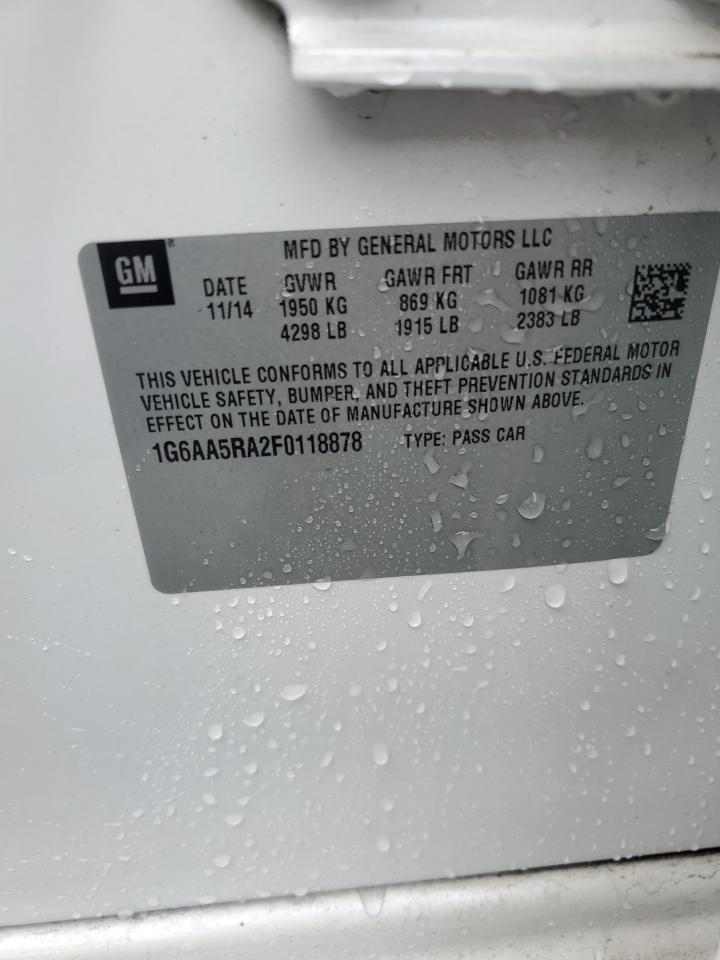 GM
MFD BY GENERAL MOTORS LLC
DATE GVWR GAWR FRT GAWR RR
11/14 1950 KG 869 KG 1081 KG
4298 LB 1915 LB 2383 LB
THIS VEHICLE CONFORMS TO ALL APPLICABLE U.S. FEDERAL MOTOR
VEHICLE SAFETY, BUMPER, AND THEFT PREVENTION STANDARDS IN
EFFECT ON THE DATE OF MANUFACTURE SHOWN ABOVE.
1G6AA5RA2F0118878 TYPE: PASS CAR